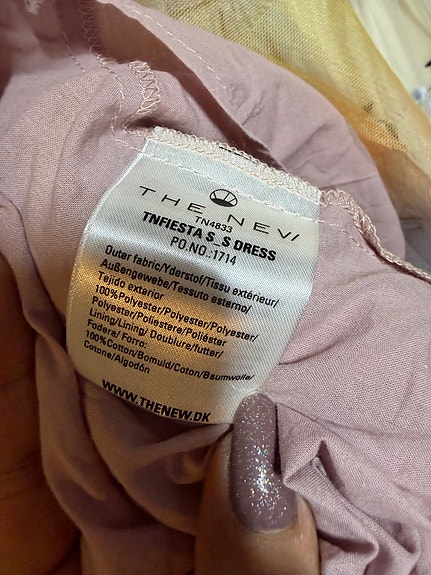 THE NEW
TN4833
TNFIESTA S_S DRESS
PO.NO.:1714
Outer fabric/Yderstof/Tissu extérieur/
Außengewebe/Tessuto esterno/
Tejido exterior
100%Polyester/Polyester/Polyester/
Polyester/Poliestere/Poliéster
Lining/Lining/ Doublure/futter/
Fodera/ Forro:
100%Cotton/Bomuld/Coton/Baumwolle/
Cotone/Algodón
WWW.THENEW.DK